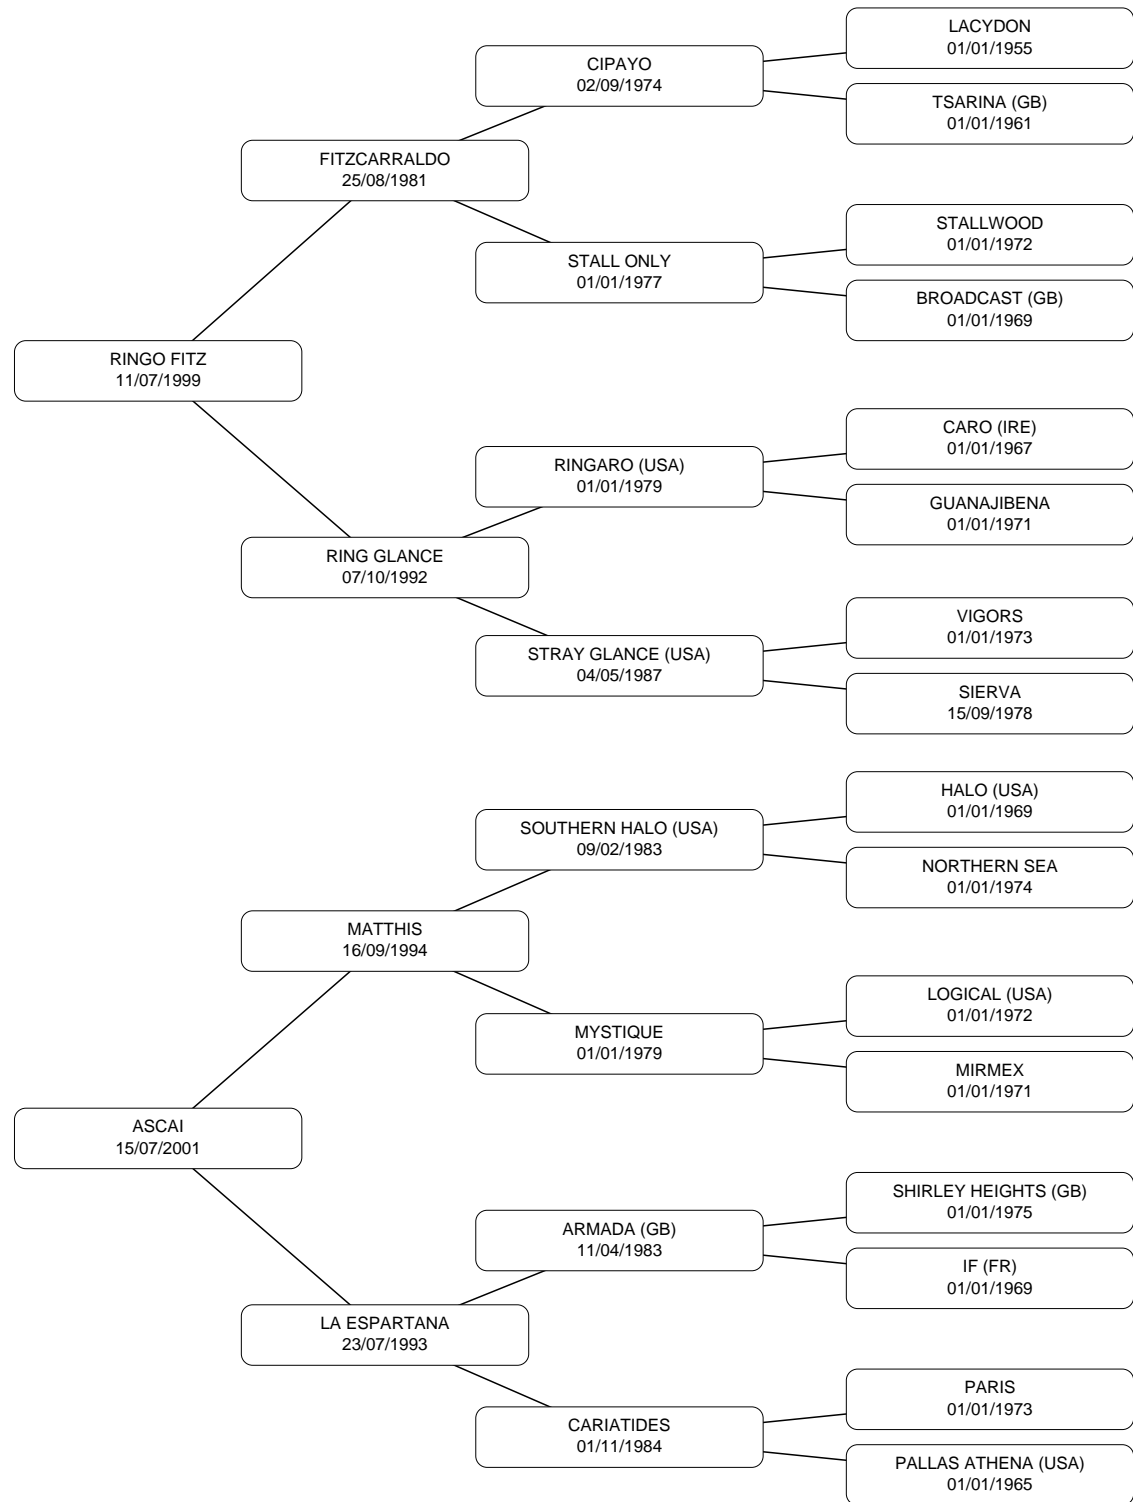 LACYDON
01/01/1955
CIPAYO
02/09/1974
TSARINA (GB)
01/01/1961
FITZCARRALDO
25/08/1981
STALLWOOD
01/01/1972
STALL ONLY
01/01/1977
BROADCAST (GB)
01/01/1969
RINGO FITZ
11/07/1999
CARO (IRE)
01/01/1967
RINGARO (USA)
01/01/1979
GUANAJIBENA
01/01/1971
RING GLANCE
07/10/1992
VIGORS
01/01/1973
STRAY GLANCE (USA)
04/05/1987
SIERVA
15/09/1978
HALO (USA)
01/01/1969
SOUTHERN HALO (USA)
09/02/1983
NORTHERN SEA
01/01/1974
MATTHIS
16/09/1994
LOGICAL (USA)
01/01/1972
MYSTIQUE
01/01/1979
MIRMEX
01/01/1971
ASCAI
15/07/2001
SHIRLEY HEIGHTS (GB)
01/01/1975
ARMADA (GB)
11/04/1983
IF (FR)
01/01/1969
LA ESPARTANA
23/07/1993
PARIS
01/01/1973
CARIATIDES
01/11/1984
PALLAS ATHENA (USA)
01/01/1965